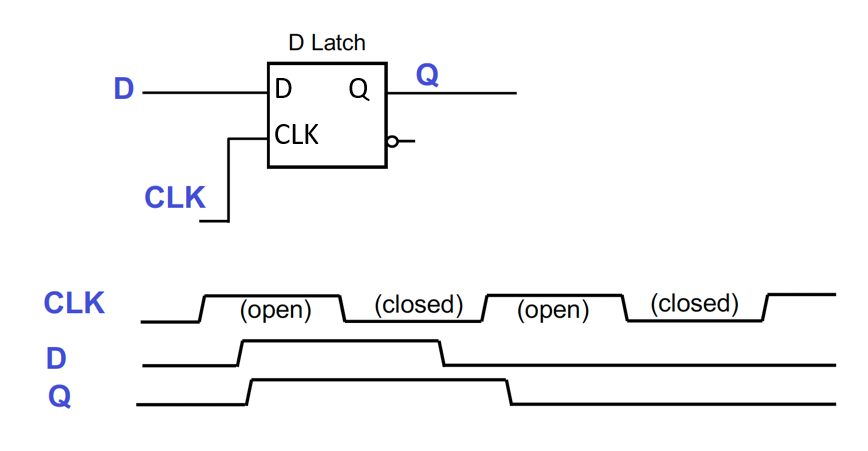 D Latch
D
D
Q
Q
CLK
CLK
CLK
(open)
(closed)
(open)
(closed)
D
Q